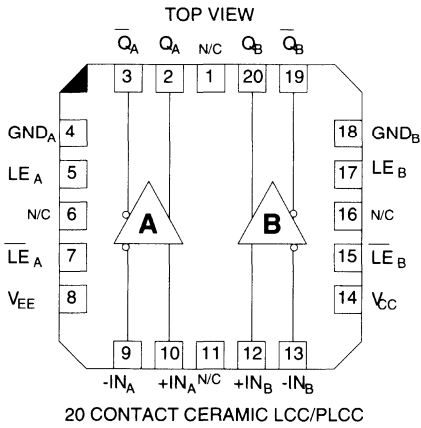 TOP VIEW
Q̅A QA N/C QB Q̅B
3 2 1 20 19
GNDA 4 18 GNDB
LE A 5 17 LE B
N/C 6 A B 16 N/C
L̅E̅ A 7 15 L̅E̅ B
VEE 8 14 VCC
9 10 11 12 13
-INA +INA N/C +INB -INB
20 CONTACT CERAMIC LCC/PLCC